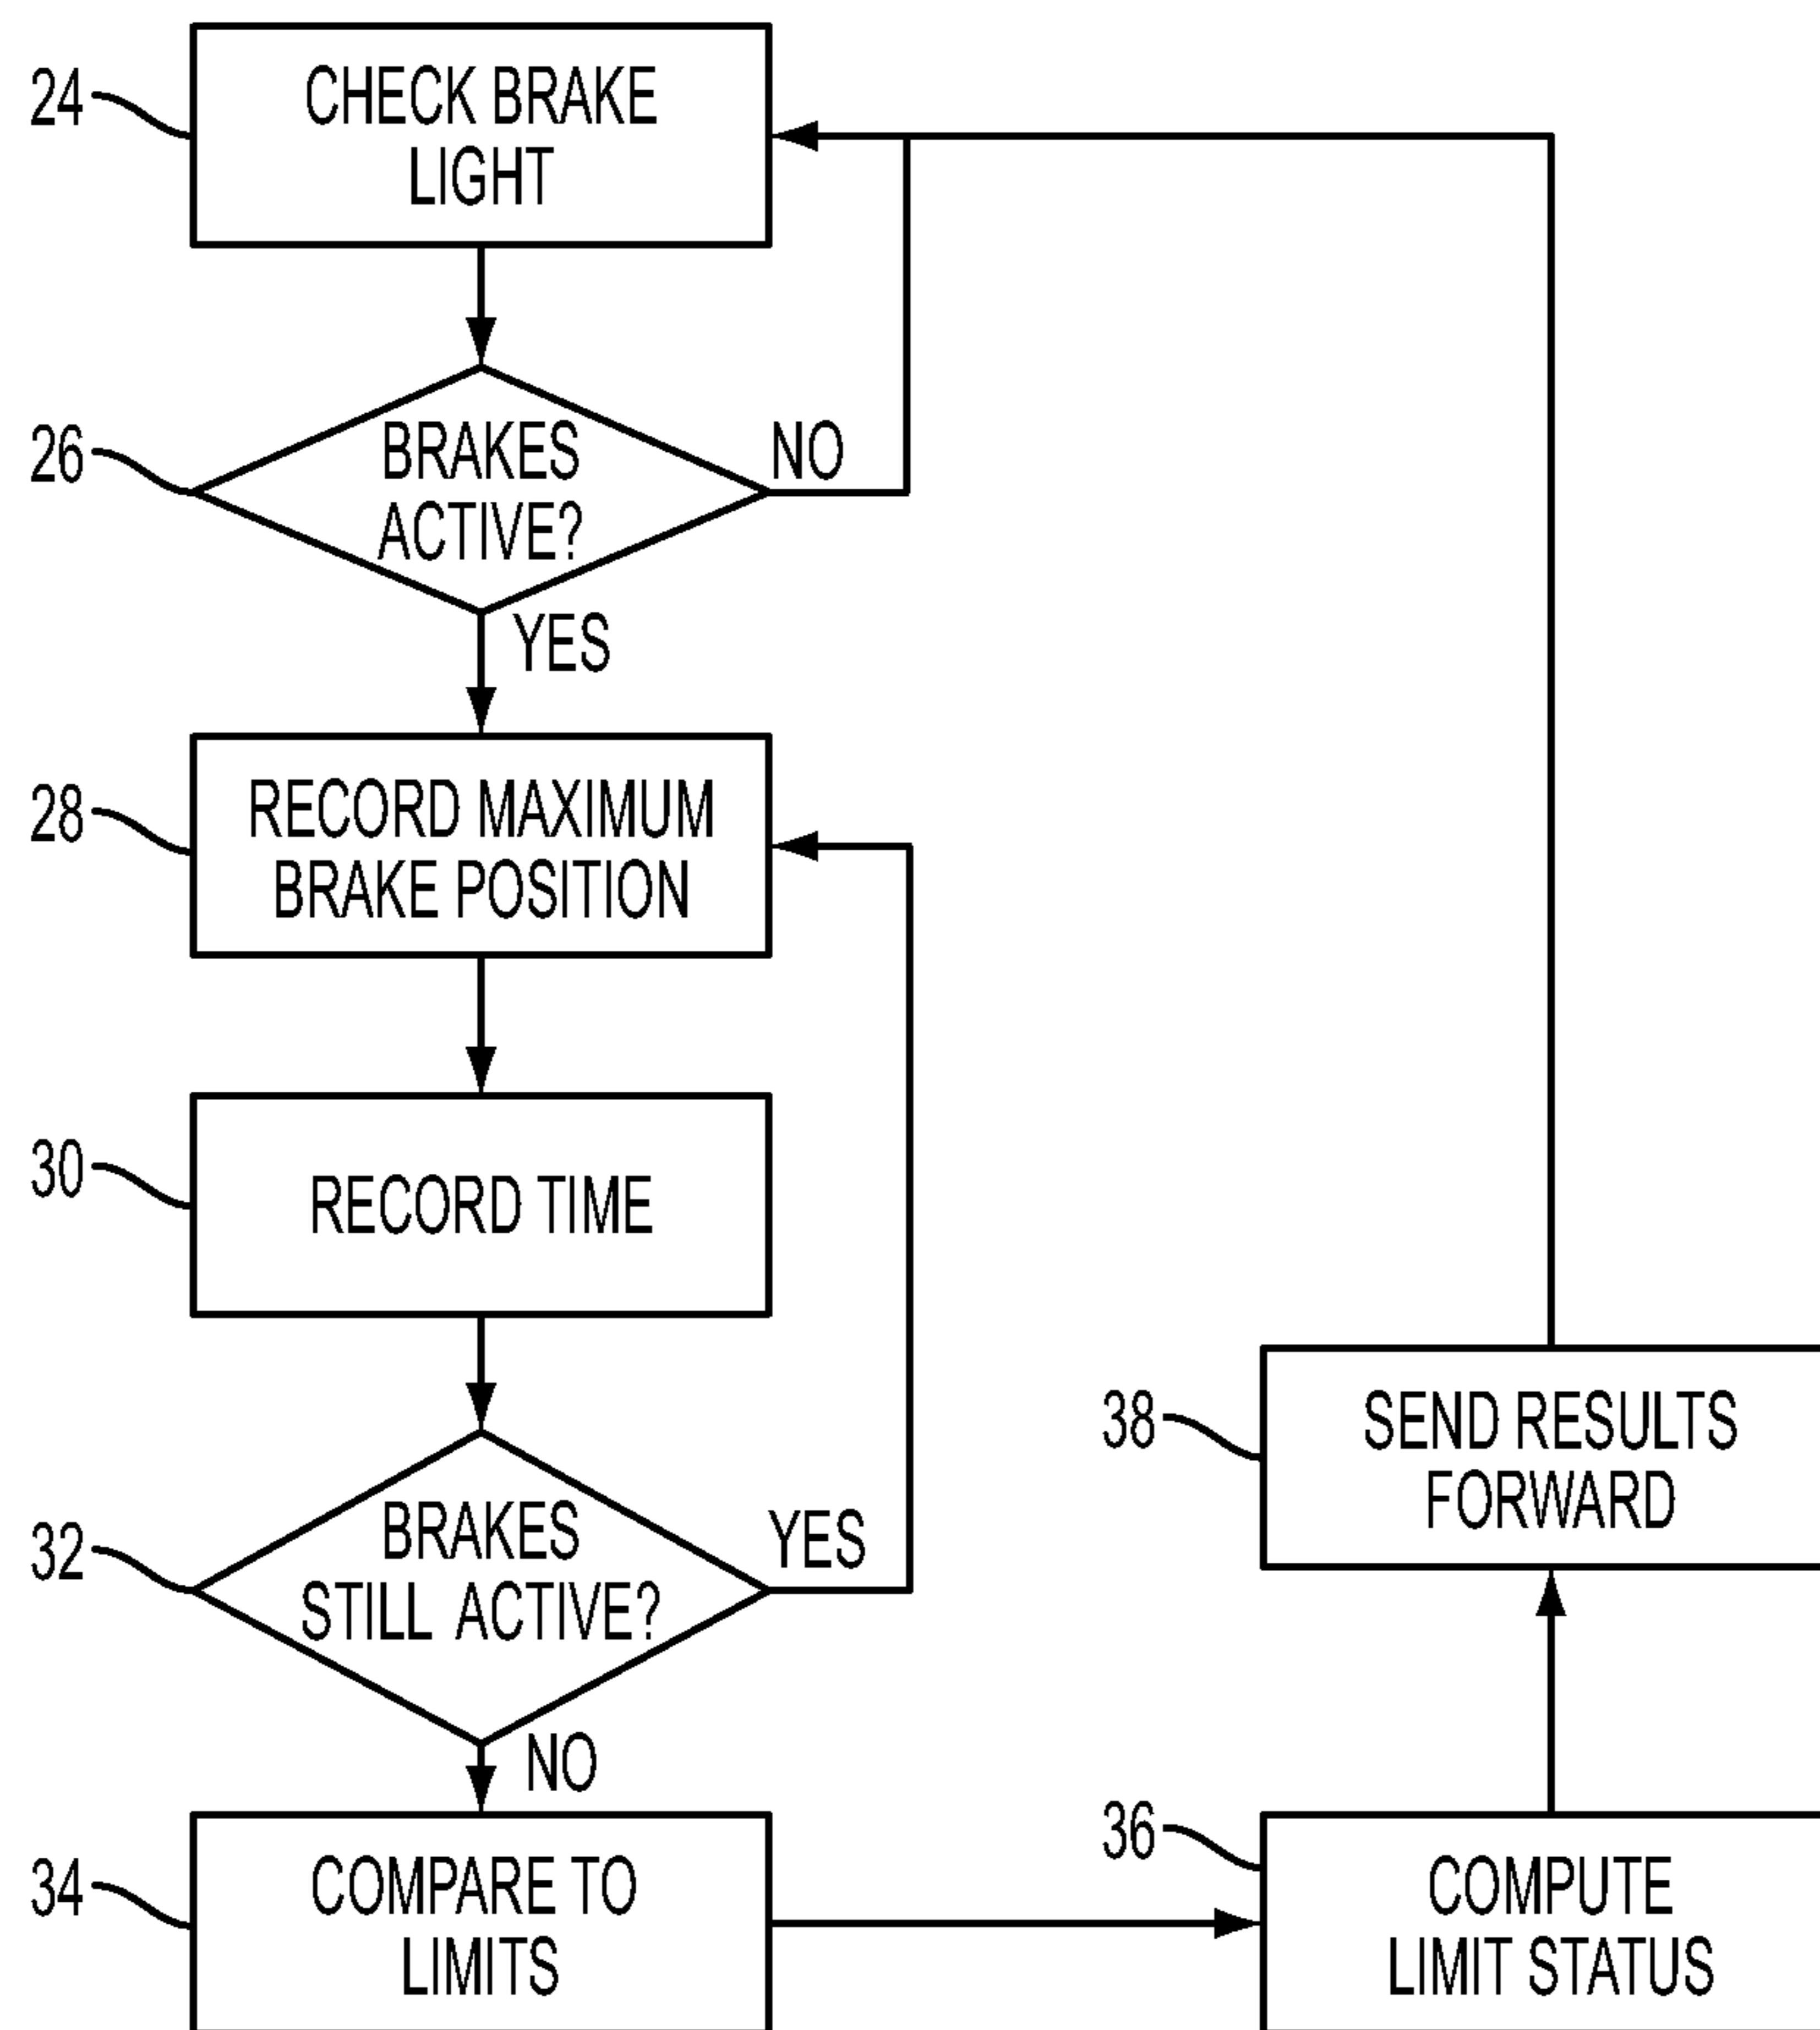 24
CHECK BRAKE
LIGHT
26
BRAKES
ACTIVE?
NO
YES
28
RECORD MAXIMUM
BRAKE POSITION
30
RECORD TIME
32
BRAKES
STILL ACTIVE?
YES
NO
34
COMPARE TO
LIMITS
36
COMPUTE
LIMIT STATUS
38
SEND RESULTS
FORWARD